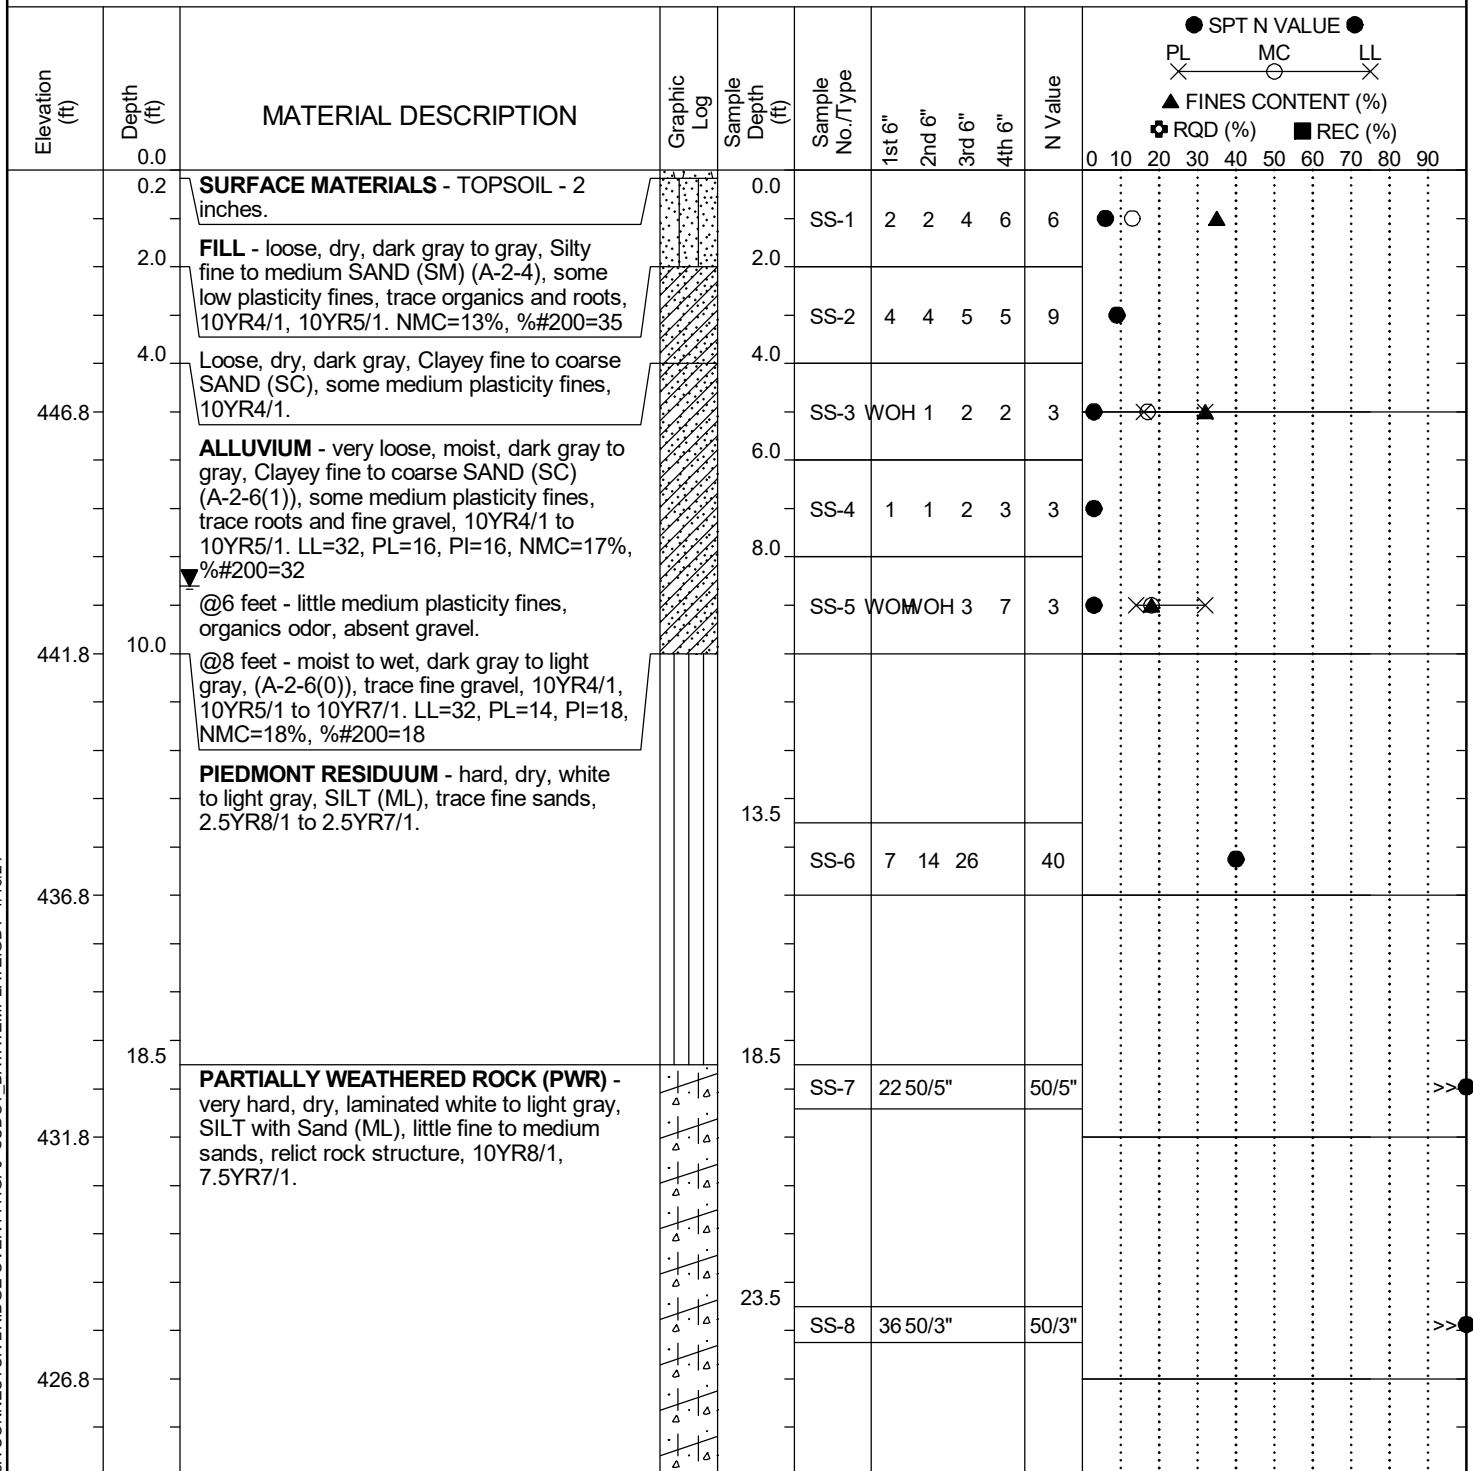 Elevation (ft)
Depth (ft)
0.0
MATERIAL DESCRIPTION
Graphic Log
Sample Depth (ft)
Sample No./Type
1st 6"
2nd 6"
3rd 6"
4th 6"
N Value
● SPT N VALUE ●
PL MC LL
▲ FINES CONTENT (%)
RQD (%) ■ REC (%)
0 10 20 30 40 50 60 70 80 90
0.2
SURFACE MATERIALS - TOPSOIL - 2
inches.
0.0
SS-1 2 2 4 6 6
2.0
FILL - loose, dry, dark gray to gray, Silty
fine to medium SAND (SM) (A-2-4), some
low plasticity fines, trace organics and roots,
10YR4/1, 10YR5/1. NMC=13%, %#200=35
2.0
SS-2 4 4 5 5 9
4.0
Loose, dry, dark gray, Clayey fine to coarse
SAND (SC), some medium plasticity fines,
10YR4/1.
4.0
446.8
SS-3 WOH 1 2 2 3
ALLUVIUM - very loose, moist, dark gray to
gray, Clayey fine to coarse SAND (SC)
(A-2-6(1)), some medium plasticity fines,
trace roots and fine gravel, 10YR4/1 to
10YR5/1. LL=32, PL=16, PI=16, NMC=17%,
%#200=32
6.0
SS-4 1 1 2 3 3
8.0
@6 feet - little medium plasticity fines,
organics odor, absent gravel.
SS-5 WOH WOH 3 7 3
441.8
10.0
@8 feet - moist to wet, dark gray to light
gray, (A-2-6(0)), trace fine gravel, 10YR4/1,
10YR5/1 to 10YR7/1. LL=32, PL=14, PI=18,
NMC=18%, %#200=18
PIEDMONT RESIDUUM - hard, dry, white
to light gray, SILT (ML), trace fine sands,
2.5YR8/1 to 2.5YR7/1.
13.5
SS-6 7 14 26 40
436.8
18.5
18.5
PARTIALLY WEATHERED ROCK (PWR) -
very hard, dry, laminated white to light gray,
SILT with Sand (ML), little fine to medium
sands, relict rock structure, 10YR8/1,
7.5YR7/1.
SS-7 22 50/5" 50/5" >>
431.8
23.5
SS-8 36 50/3" 50/3" >>
426.8